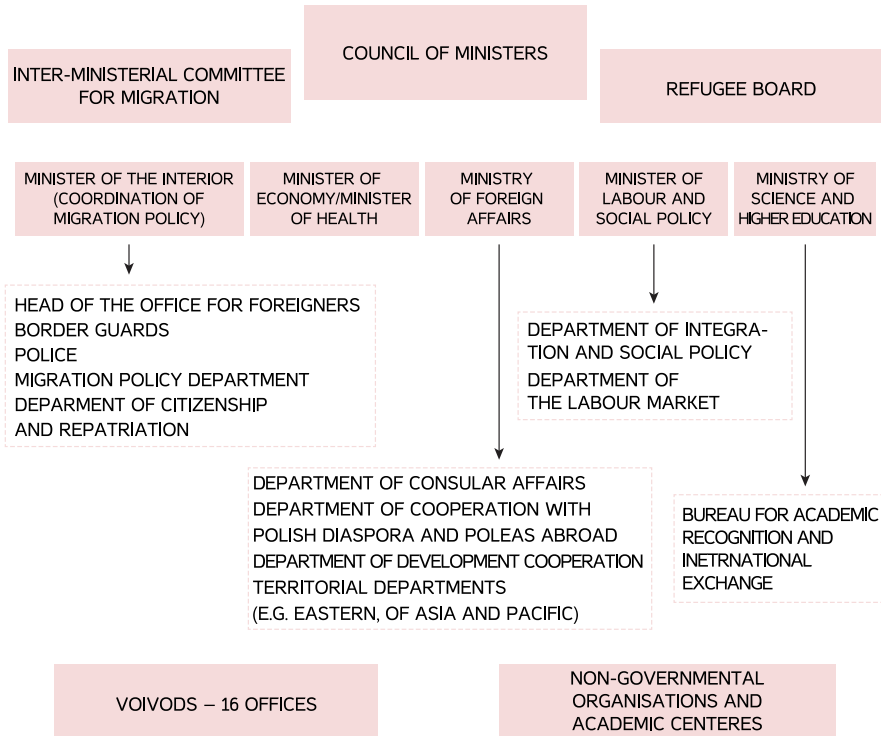 COUNCIL OF MINISTERS
INTER-MINISTERIAL COMMITTEE
FOR MIGRATION
REFUGEE BOARD
MINISTER OF THE INTERIOR
(COORDINATION OF
MIGRATION POLICY)
MINISTER OF
ECONOMY/MINISTER
OF HEALTH
MINISTRY
OF FOREIGN
AFFAIRS
MINISTER OF
LABOUR AND
SOCIAL POLICY
MINISTRY OF
SCIENCE AND
HIGHER EDUCATION
HEAD OF THE OFFICE FOR FOREIGNERS
BORDER GUARDS
POLICE
MIGRATION POLICY DEPARTMENT
DEPARMENT OF CITIZENSHIP
AND REPATRIATION
DEPARTMENT OF INTEGRA-
TION AND SOCIAL POLICY
DEPARTMENT OF
THE LABOUR MARKET
DEPARTMENT OF CONSULAR AFFAIRS
DEPARTMENT OF COOPERATION WITH
POLISH DIASPORA AND POLEAS ABROAD
DEPARTMENT OF DEVELOPMENT COOPERATION
TERRITORIAL DEPARTMENTS
(E.G. EASTERN, OF ASIA AND PACIFIC)
BUREAU FOR ACADEMIC
RECOGNITION AND
INETRNATIONAL
EXCHANGE
VOIVODS – 16 OFFICES
NON-GOVERNMENTAL
ORGANISATIONS AND
ACADEMIC CENTERES